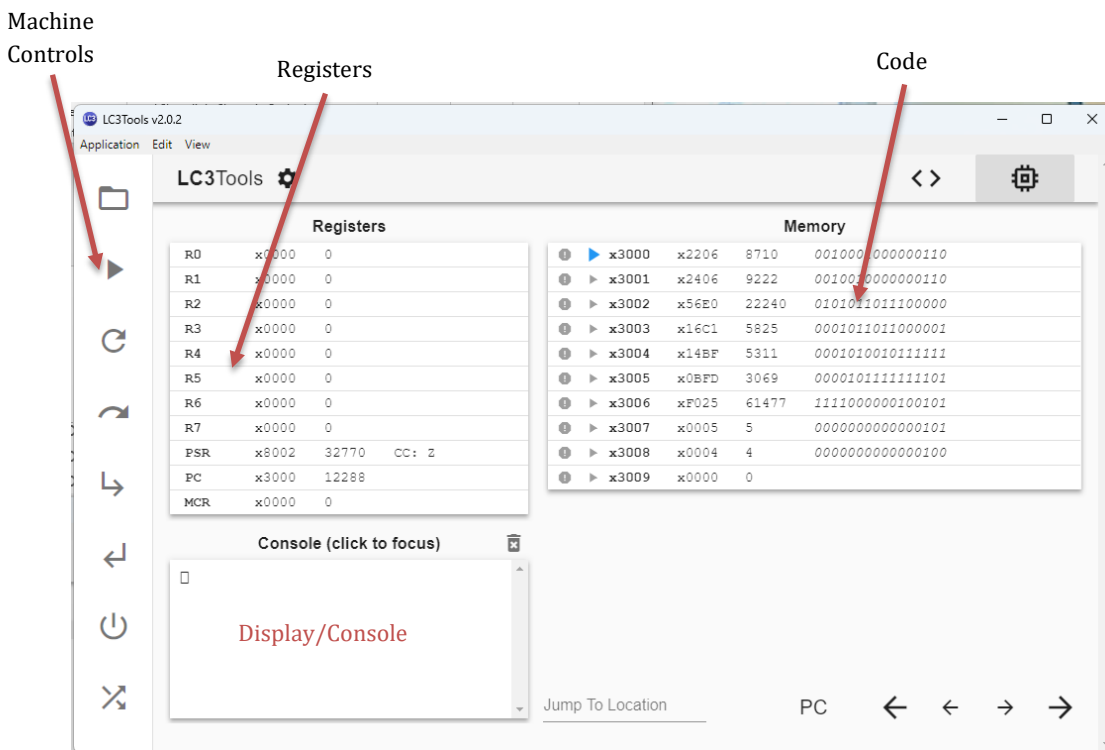 Machine
Controls
Registers
Code
LC3Tools v2.0.2
Application Edit View
LC3Tools
Registers
R0 x0000 0
R1 x0000 0
R2 x0000 0
R3 x0000 0
R4 x0000 0
R5 x0000 0
R6 x0000 0
R7 x0000 0
PSR x8002 32770 CC: Z
PC x3000 12288
MCR x0000 0
Memory
x3000 x2206 8710 0010001000000110
x3001 x2406 9222 0010010000000110
x3002 x56E0 22240 0101011011100000
x3003 x16C1 5825 0001011011000001
x3004 x14BF 5311 0001010010111111
x3005 x0BFD 3069 0000101111111101
x3006 xF025 61477 1111000000100101
x3007 x0005 5 0000000000000101
x3008 x0004 4 0000000000000100
x3009 x0000 0
Console (click to focus)
Display/Console
Jump To Location
PC